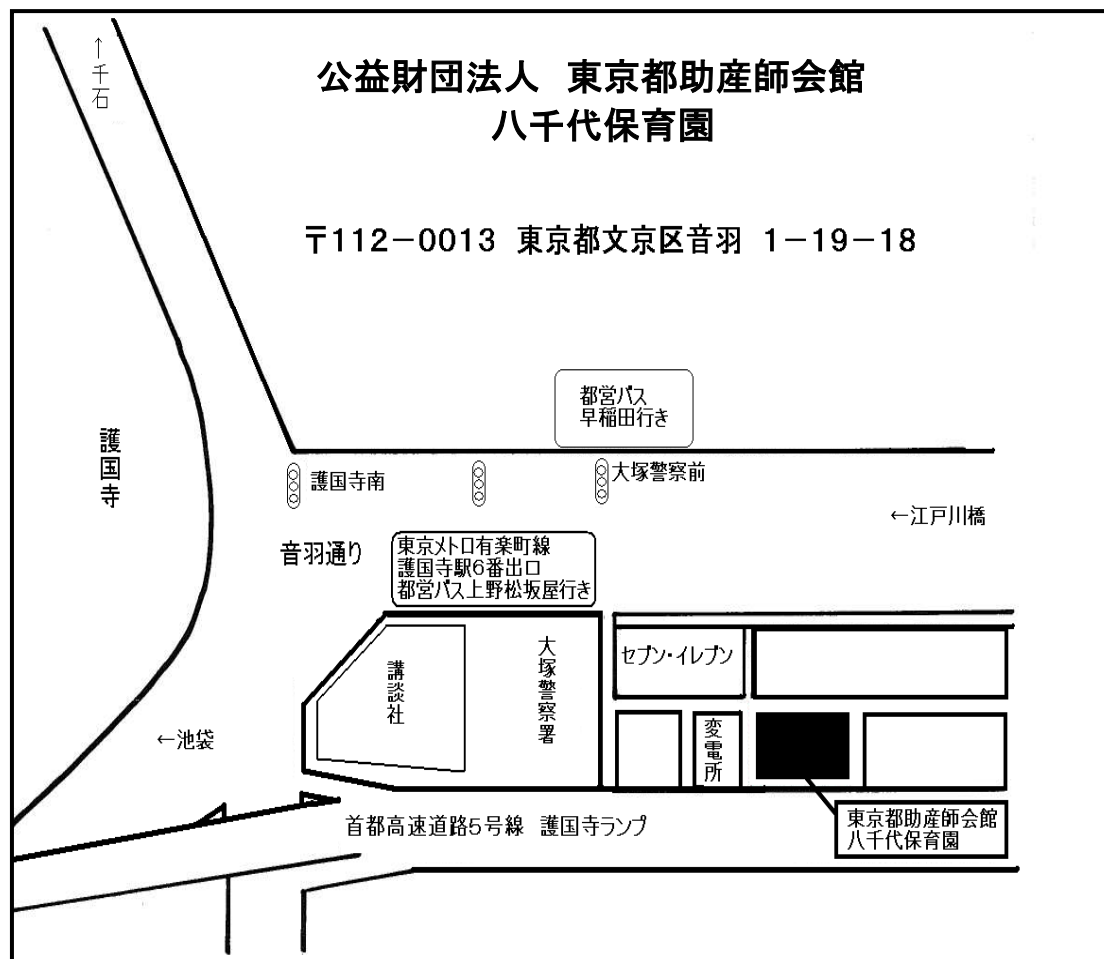 公益財団法人 東京都助産師会館
八千代保育園
〒112-0013 東京都文京区音羽 1-19-18
↑千石
都営バス
早稲田行き
護国寺
護国寺南
大塚警察前
←江戸川橋
音羽通り
東京メトロ有楽町線
護国寺駅6番出口
都営バス上野松坂屋行き
講談社
大塚警察署
セブン・イレブン
←池袋
変電所
東京都助産師会館
八千代保育園
首都高速道路5号線 護国寺ランプ